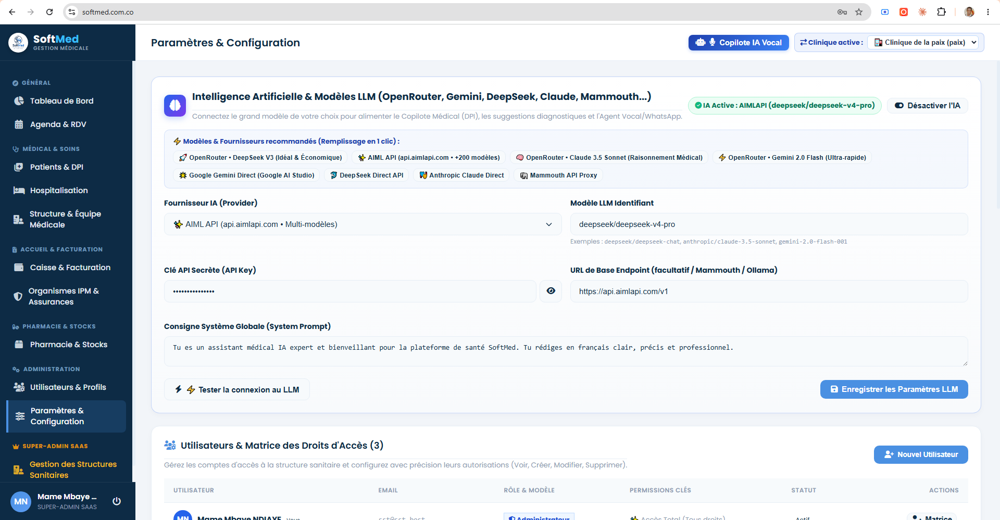 softmed.com.co
SoftMed
GESTION MÉDICALE
Paramètres & Configuration
Copilote IA Vocal
Clinique active :
Clinique de la paix (paix)
GÉNÉRAL
Tableau de Bord
Agenda & RDV
MÉDICAL & SOINS
Patients & DPI
Hospitalisation
Structure & Équipe
Médicale
ACCUEIL & FACTURATION
Caisse & Facturation
Organismes IPM &
Assurances
PHARMACIE & STOCKS
Pharmacie & Stocks
ADMINISTRATION
Utilisateurs & Profils
Paramètres &
Configuration
SUPER-ADMIN SAAS
Gestion des Structures
Sanitaires
MN
Mame Mbaye ...
SUPER-ADMIN SAAS
Intelligence Artificielle & Modèles LLM (OpenRouter, Gemini, DeepSeek, Claude, Mammouth...)
Connectez le grand modèle de votre choix pour alimenter le Copilote Médical (DPI), les suggestions diagnostiques et l'Agent Vocal/WhatsApp.
IA Active : AIMLAPI (deepseek/deepseek-v4-pro)
Désactiver l'IA
Modèles & Fournisseurs recommandés (Remplissage en 1 clic) :
OpenRouter • DeepSeek V3 (Idéal & Économique)
AIML API (api.aimlapi.com • +200 modèles)
OpenRouter • Claude 3.5 Sonnet (Raisonnement Médical)
OpenRouter • Gemini 2.0 Flash (Ultra-rapide)
Google Gemini Direct (Google AI Studio)
DeepSeek Direct API
Anthropic Claude Direct
Mammouth API Proxy
Fournisseur IA (Provider)
AIML API (api.aimlapi.com • Multi-modèles)
Modèle LLM Identifiant
deepseek/deepseek-v4-pro
Exemples : deepseek/deepseek-chat, anthropic/claude-3.5-sonnet, gemini-2.0-flash-001
Clé API Secrète (API Key)
•••••••••••••••
URL de Base Endpoint (facultatif / Mammouth / Ollama)
https://api.aimlapi.com/v1
Consigne Système Globale (System Prompt)
Tu es un assistant médical IA expert et bienveillant pour la plateforme de santé SoftMed. Tu rédiges en français clair, précis et professionnel.
Tester la connexion au LLM
Enregistrer les Paramètres LLM
Utilisateurs & Matrice des Droits d'Accès (3)
Gérez les comptes d'accès à la structure sanitaire et configurez avec précision leurs autorisations (Voir, Créer, Modifier, Supprimer).
Nouvel Utilisateur
UTILISATEUR
EMAIL
RÔLE & MODÈLE
PERMISSIONS CLÉS
STATUT
ACTIONS
MN
Mame Mbaye NDIAYE
Vous
sst@sst.host
Administrateur
Accès Total (Tous droits)
Actif
Matrice